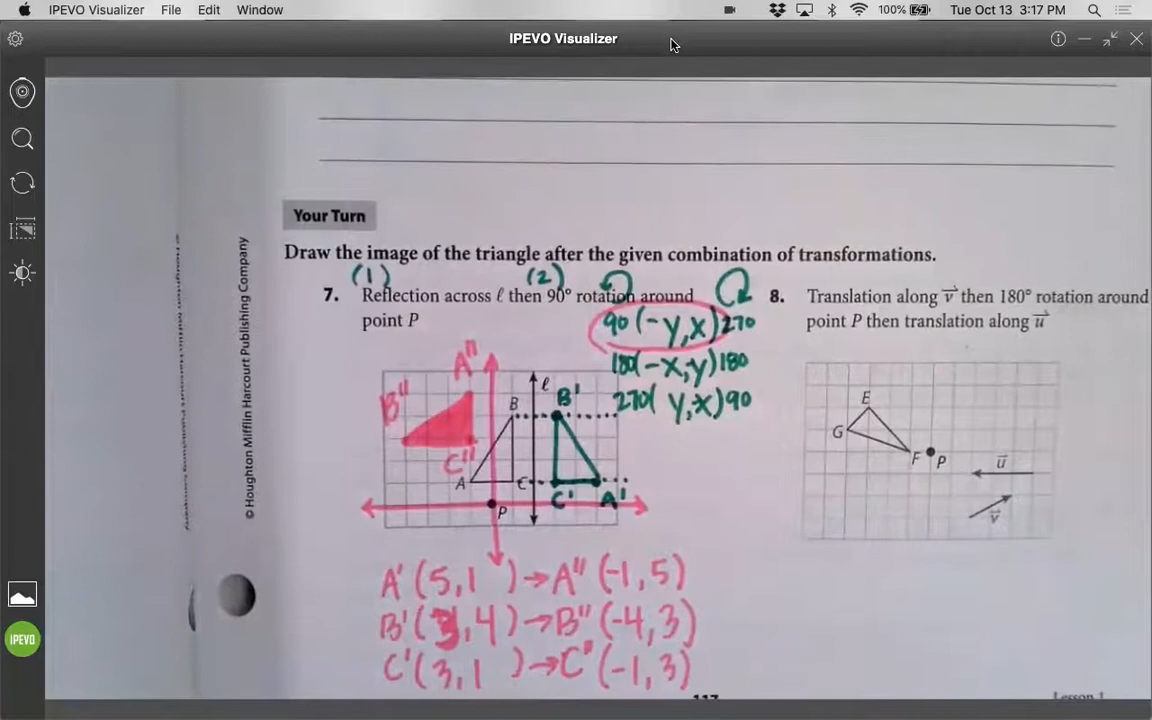 IPEVO Visualizer File Edit Window 100% Tue Oct 13 3:17 PM
IPEVO Visualizer
© Houghton Mifflin Harcourt Publishing Company
Your Turn
Draw the image of the triangle after the given combination of transformations.
(1) (2)
7. Reflection across ℓ then 90° rotation around
point P
90 (-y,x) 270
180 (-x,y) 180
270 ( y,x) 90
A"
B"
C"
ℓ
B
B'
A
C
C'
A'
P
A' (5,1 ) → A" (-1,5)
B' (3,4 ) → B" (-4,3)
C' (3,1 ) → C" (-1,3)
8. Translation along v⃗ then 180° rotation around
point P then translation along u⃗
E
G
F
P
u⃗
v⃗
IPEVO
Lesson 1